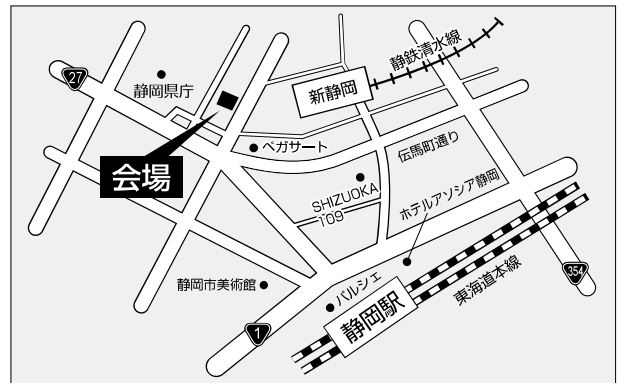 静鉄清水線
27
静岡県庁
新静岡
ペガサート
伝馬町通り
会場
SHIZUOKA
109
ホテルアソシア静岡
静岡市美術館
パルシェ
東海道本線
354
静岡駅
1